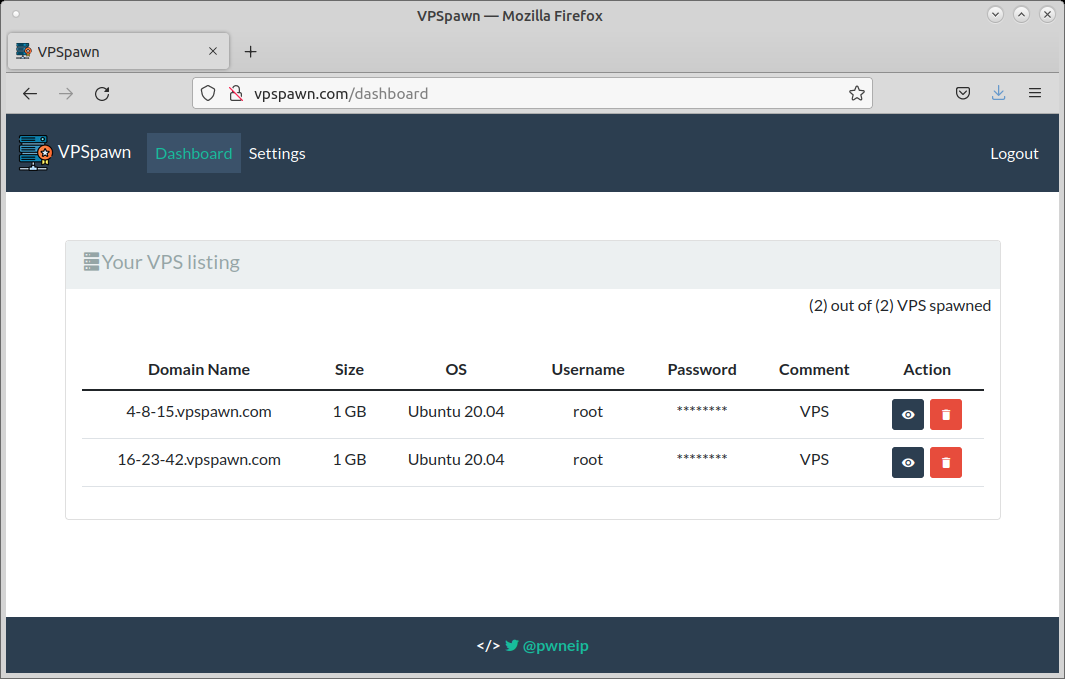 VPSpawn — Mozilla Firefox
VPSpawn
vpspawn.com/dashboard
VPSpawn Dashboard Settings Logout
Your VPS listing
(2) out of (2) VPS spawned
Domain Name Size OS Username Password Comment Action
4-8-15.vpspawn.com 1 GB Ubuntu 20.04 root ******** VPS
16-23-42.vpspawn.com 1 GB Ubuntu 20.04 root ******** VPS
</> @pwneip